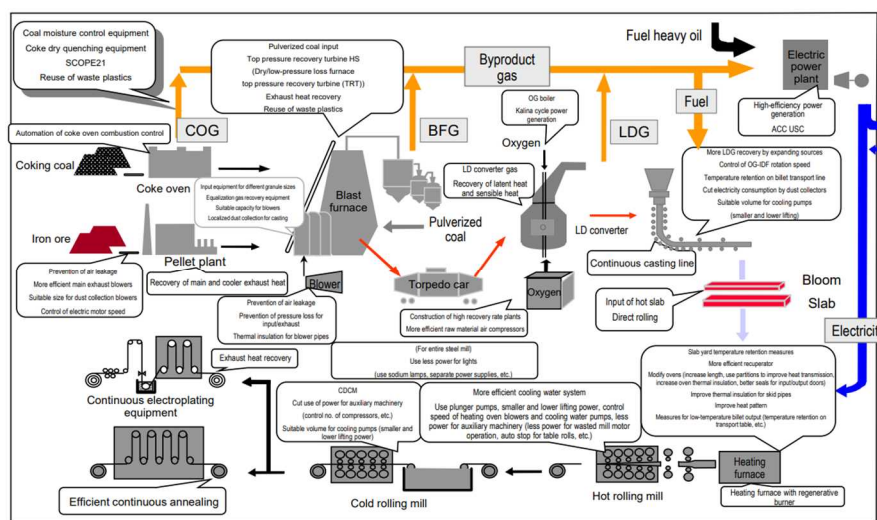 Coal moisture control equipment
Coke dry quenching equipment
SCOPE21
Reuse of waste plastics
Pulverized coal input
Top pressure recovery turbine HS
(Dry/low-pressure loss furnace
top pressure recovery turbine (TRT))
Exhaust heat recovery
Reuse of waste plastics
Byproduct
gas
Fuel heavy oil
Electric
power
plant
High-efficiency power
generation
ACC USC
COG
BFG
LDG
Fuel
OG boiler
Kalina cycle power
generation
Oxygen
Automation of coke oven combustion control
Coking coal
Coke oven
Input equipment for different granule sizes
Equalization gas recovery equipment
Suitable capacity for blowers
Localized dust collection for casting
Blast
furnace
LD converter gas
Recovery of latent heat
and sensible heat
More LDG recovery by expanding sources
Control of OG-IDF rotation speed
Temperature retention on billet transport line
Cut electricity consumption by dust collectors
Suitable volume for cooling pumps
(smaller and lower lifting)
Pulverized
coal
LD converter
Iron ore
Pellet plant
Continuous casting line
Prevention of air leakage
More efficient main exhaust blowers
Suitable size for dust collection blowers
Control of electric motor speed
Recovery of main and cooler exhaust heat
Blower
Torpedo car
Oxygen
Bloom
Slab
Prevention of air leakage
Prevention of pressure loss for
input/exhaust
Thermal insulation for blower pipes
Construction of high recovery rate plants
More efficient raw material air compressors
Input of hot slab
Direct rolling
Electricit
(For entire steel mill)
Use less power for lights
(use sodium lamps, separate power supplies, etc.)
Exhaust heat recovery
Continuous electroplating
equipment
Slab yard temperature retention measures
More efficient recuperator
Modify ovens (increase length, use partitions to improve heat transmission,
increase oven thermal insulation, better seals for input/output doors)
Improve thermal insulation for skid pipes
Improve heat pattern
Measures for low-temperature billet output (temperature retention on
transport table, etc.)
CDCM
Cut use of power for auxiliary machinery
(control no. of compressors, etc.)
Suitable volume for cooling pumps (smaller and
lower lifting power)
More efficient cooling water system
Use plunger pumps, smaller and lower lifting power, control
speed of heating oven blowers and cooling water pumps, less
power for auxiliary machinery (less power for wasted mill motor
operation, auto stop for table rolls, etc.)
Efficient continuous annealing
Cold rolling mill
Hot rolling mill
Heating
furnace
Heating furnace with regenerative
burner